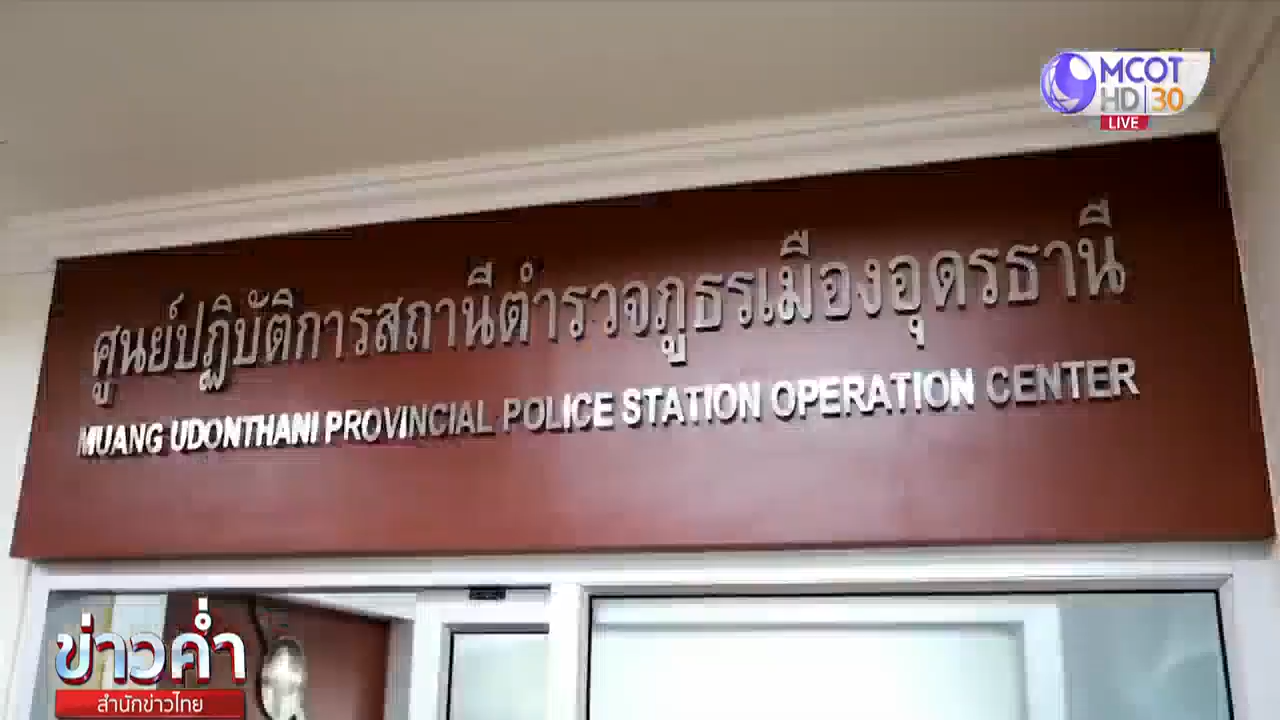 MCOT
HD 30
LIVE
ศูนย์ปฏิบัติการสถานีตำรวจภูธรเมืองอุดรธานี
MUANG UDONTHANI PROVINCIAL POLICE STATION OPERATION CENTER
ข่าวค่ำ
สำนักข่าวไทย